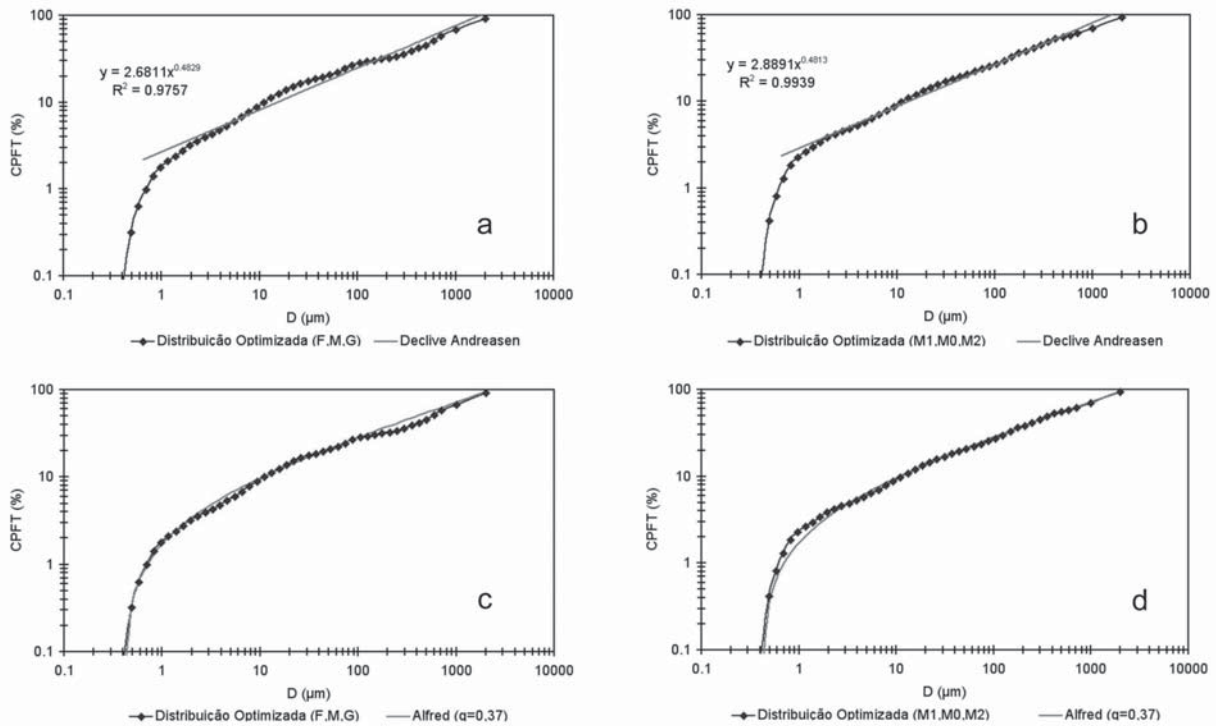 100
10
1
0.1
CPFT (%)
y = 2.6811x^0.4829
R² = 0.9757
a
0.1 1 10 100 1000 10000
D (µm)
Distribuição Optimizada (F,M,G) Declive Andreasen
100
10
1
0.1
CPFT (%)
y = 2.8891x^0.4813
R² = 0.9939
b
0.1 1 10 100 1000 10000
D (µm)
Distribuição Optimizada (M1,M0,M2) Declive Andreasen
100
10
1
0.1
CPFT (%)
c
0.1 1 10 100 1000 10000
D (µm)
Distribuição Optimizada (F,M,G) Alfred (q=0,37)
100
10
1
0.1
CPFT (%)
d
0.1 1 10 100 1000 10000
D (µm)
Distribuição Optimizada (M1,M0,M2) Alfred (q=0,37)